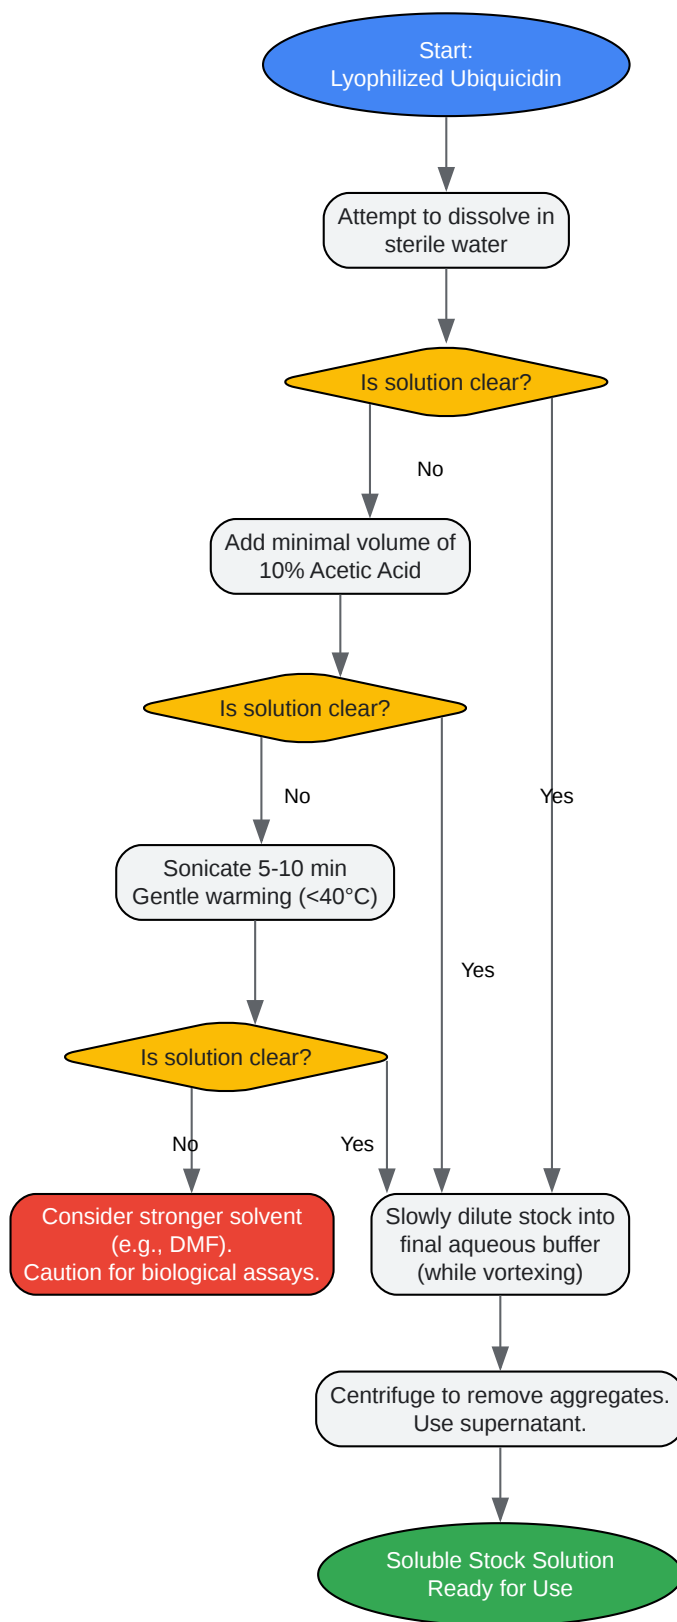 Start:
Lyophilized Ubiquicidin
Attempt to dissolve in
sterile water
Is solution clear?
No
Add minimal volume of
10% Acetic Acid
Is solution clear?
No
Yes
Sonicate 5-10 min
Gentle warming (<40°C)
Yes
Is solution clear?
No
Yes
Consider stronger solvent
(e.g., DMF).
Caution for biological assays.
Slowly dilute stock into
final aqueous buffer
(while vortexing)
Centrifuge to remove aggregates.
Use supernatant.
Soluble Stock Solution
Ready for Use